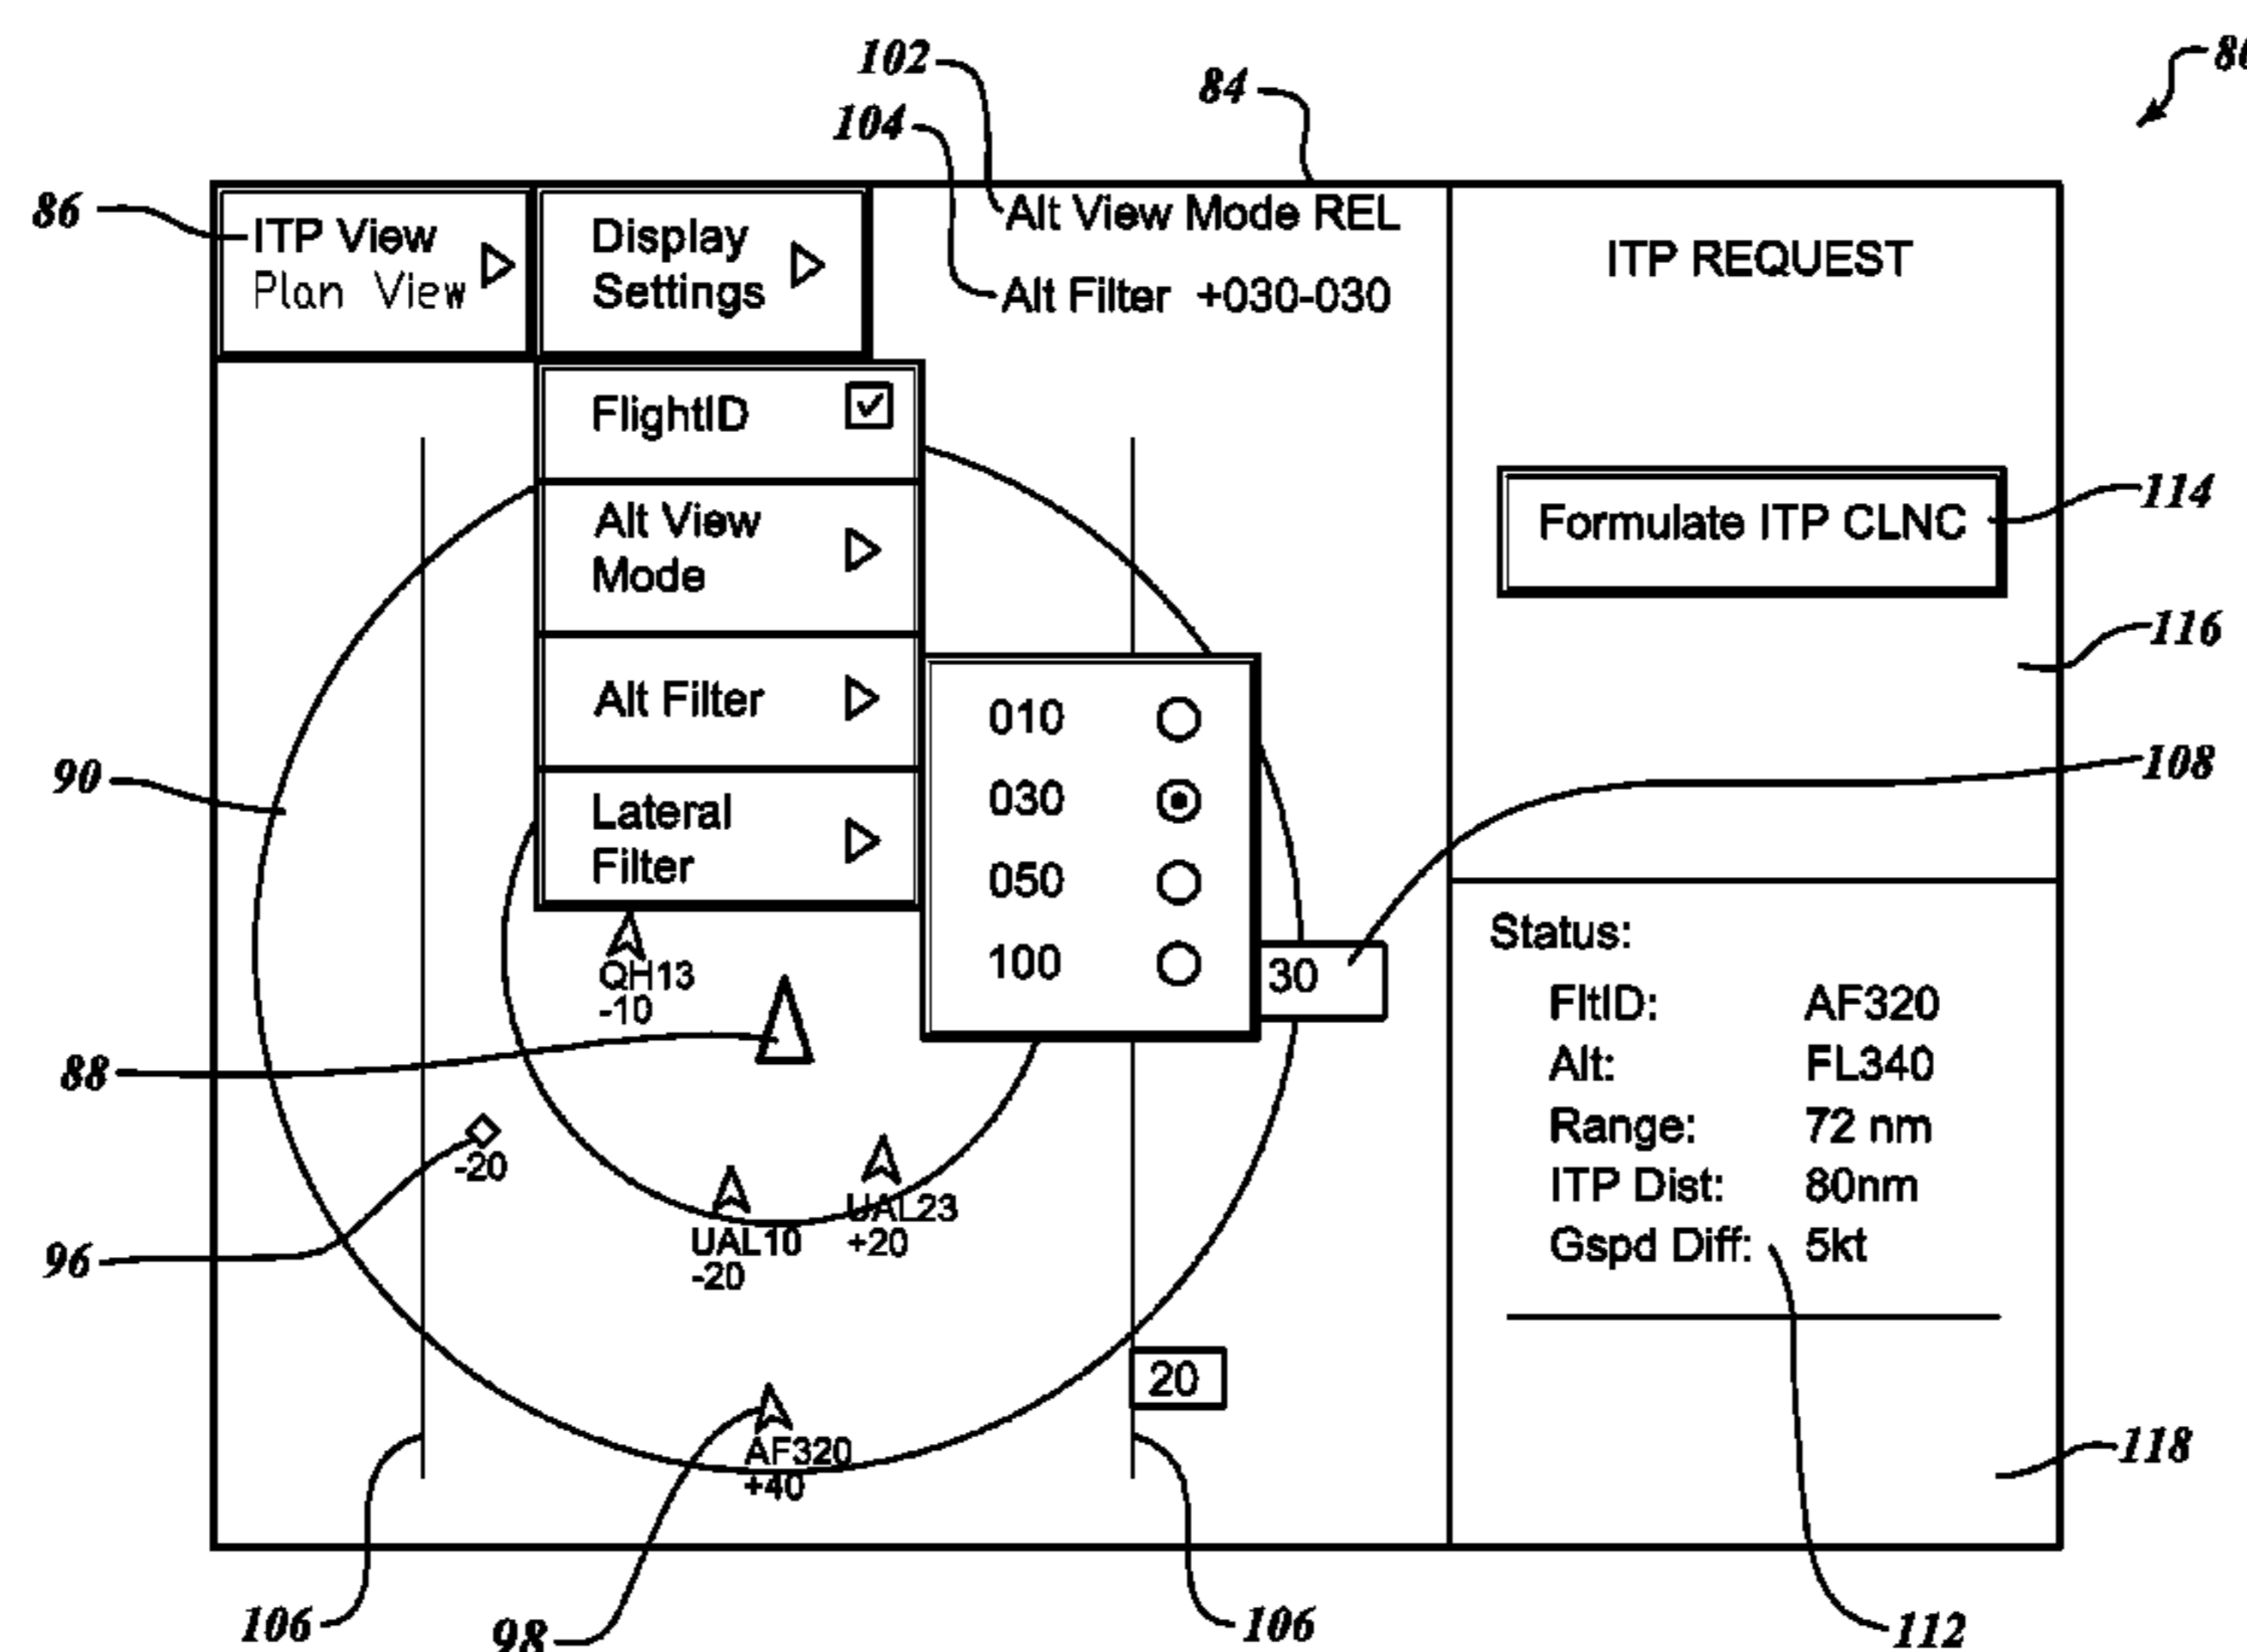 102
84
104
86
ITP View
Plan View
Display
Settings
Alt View Mode REL
Alt Filter +030-030
ITP REQUEST
FlightID
Alt View
Mode
Alt Filter
Lateral
Filter
010
030
050
100
Formulate ITP CLNC
114
116
108
90
30
QH13
-10
88
-20
96
UAL10
-20
UAL23
+20
20
AF320
+40
Status:
FltID: AF320
Alt: FL340
Range: 72 nm
ITP Dist: 80nm
Gspd Diff: 5kt
118
106
98
106
112